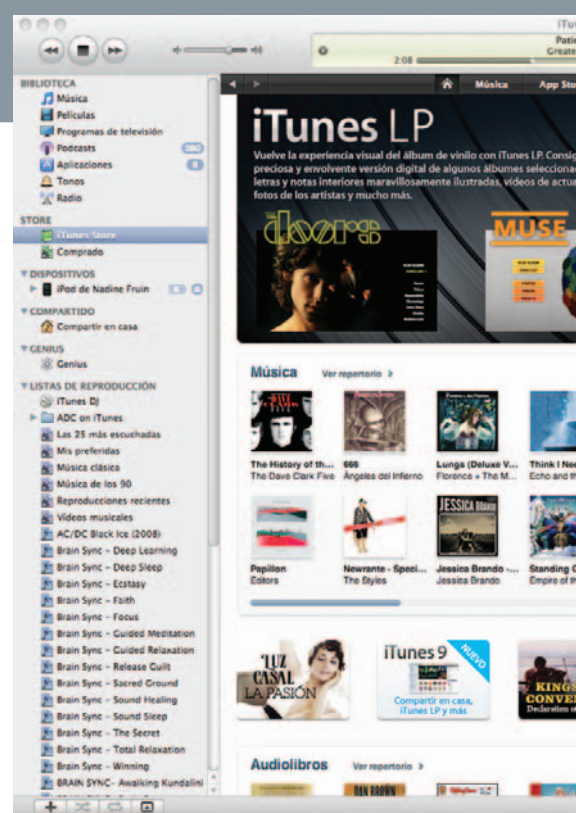 iTu
Patie
Greate
2:08
BIBLIOTECA
Música
Películas
Programas de televisión
Podcasts
Aplicaciones
Tonos
Radio
STORE
iTunes Store
Comprado
DISPOSITIVOS
iPod de Nadine Fruin
COMPARTIDO
Compartir en casa
GENIUS
Genius
LISTAS DE REPRODUCCIÓN
iTunes DJ
ADC on iTunes
Las 25 más escuchadas
Mis preferidas
Música clásica
Música de los 90
Reproducciones recientes
Vídeos musicales
AC/DC Black Ice (2008)
Brain Sync - Deep Learning
Brain Sync - Deep Sleep
Brain Sync - Ecstasy
Brain Sync - Faith
Brain Sync - Focus
Brain Sync - Guided Meditation
Brain Sync - Guided Relaxation
Brain Sync - Release Guilt
Brain Sync - Sacred Ground
Brain Sync - Sound Healing
Brain Sync - Sound Sleep
Brain Sync - The Secret
Brain Sync - Total Relaxation
Brain Sync - Winning
BRAIN SYNC- Awalking Kundalini
Música App Sto
iTunes LP
Vuelve la experiencia visual del álbum de vinilo con iTunes LP. Consig
preciosa y envolvente versión digital de algunos álbumes selecciona
letras y notas interiores maravillosamente ilustradas, vídeos de actua
fotos de los artistas y mucho más.
the doors
MUSE
Música Ver repertorio >
The History of th... 666 Lungs (Deluxe V... Think I Nee
The Dave Clark Five Ángeles del Infierno Florence + The M... Echo and th
JESSICA BRANDO
Papillon Newrante - Speci... Jessica Brando -... Standing O
Editors The Styles Jessica Brando Empire of th
LUZ
CASAL
LA PASIÓN
iTunes 9
NUEVO
Compartir en casa,
iTunes LP y más
KINGS
CONVE
Declaration o
Audiolibros Ver repertorio >
DAN BROWN